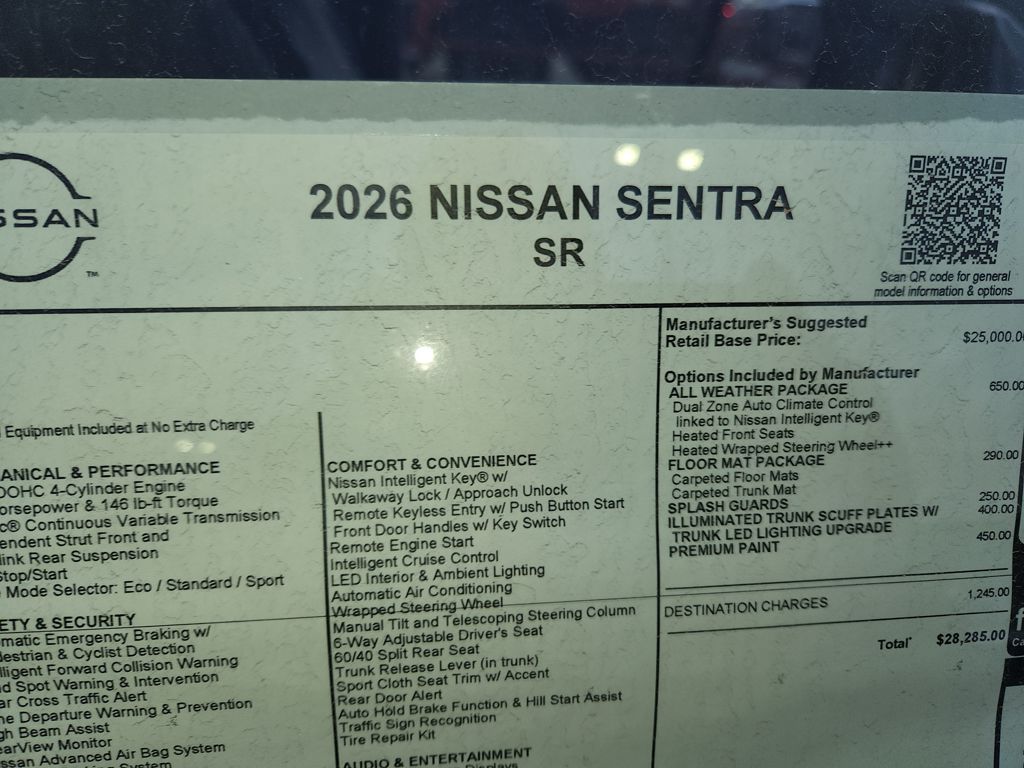 SSAN
™
2026 NISSAN SENTRA
SR
Scan QR code for general
model information & options
Equipment Included at No Extra Charge
ANICAL & PERFORMANCE
DOHC 4-Cylinder Engine
orsepower & 146 lb-ft Torque
c® Continuous Variable Transmission
endent Strut Front and
link Rear Suspension
Stop/Start
Mode Selector: Eco / Standard / Sport
ETY & SECURITY
matic Emergency Braking w/
destrian & Cyclist Detection
lligent Forward Collision Warning
d Spot Warning & Intervention
ar Cross Traffic Alert
ne Departure Warning & Prevention
gh Beam Assist
earView Monitor
ssan Advanced Air Bag System
System
COMFORT & CONVENIENCE
Nissan Intelligent Key® w/
Walkaway Lock / Approach Unlock
Remote Keyless Entry w/ Push Button Start
Front Door Handles w/ Key Switch
Remote Engine Start
Intelligent Cruise Control
LED Interior & Ambient Lighting
Automatic Air Conditioning
Wrapped Steering Wheel
Manual Tilt and Telescoping Steering Column
6-Way Adjustable Driver's Seat
60/40 Split Rear Seat
Trunk Release Lever (in trunk)
Sport Cloth Seat Trim w/ Accent
Rear Door Alert
Auto Hold Brake Function & Hill Start Assist
Traffic Sign Recognition
Tire Repair Kit
AUDIO & ENTERTAINMENT
Displays
Manufacturer's Suggested
Retail Base Price: $25,000.0
Options Included by Manufacturer
ALL WEATHER PACKAGE 650.00
Dual Zone Auto Climate Control
linked to Nissan Intelligent Key®
Heated Front Seats
Heated Wrapped Steering Wheel++
FLOOR MAT PACKAGE 290.00
Carpeted Floor Mats
Carpeted Trunk Mat
SPLASH GUARDS 250.00
ILLUMINATED TRUNK SCUFF PLATES W/ 400.00
TRUNK LED LIGHTING UPGRADE
PREMIUM PAINT 450.00
DESTINATION CHARGES 1,245.00
Total* $28,285.00